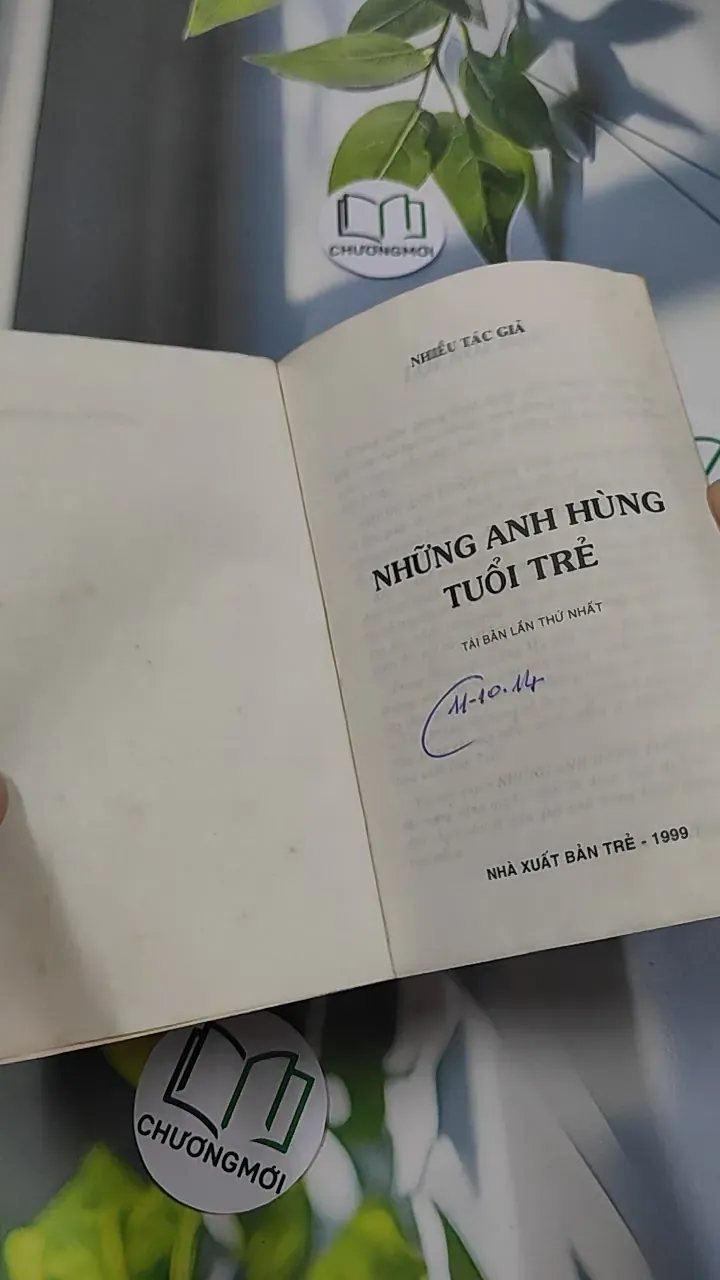 CHƯƠNGMỚI
NHIỀU TÁC GIẢ
NHỮNG ANH HÙNG
TUỔI TRẺ
TÁI BẢN LẦN THỨ NHẤT
11-10.14
NHÀ XUẤT BẢN TRẺ - 1999
CHƯƠNGMỚI